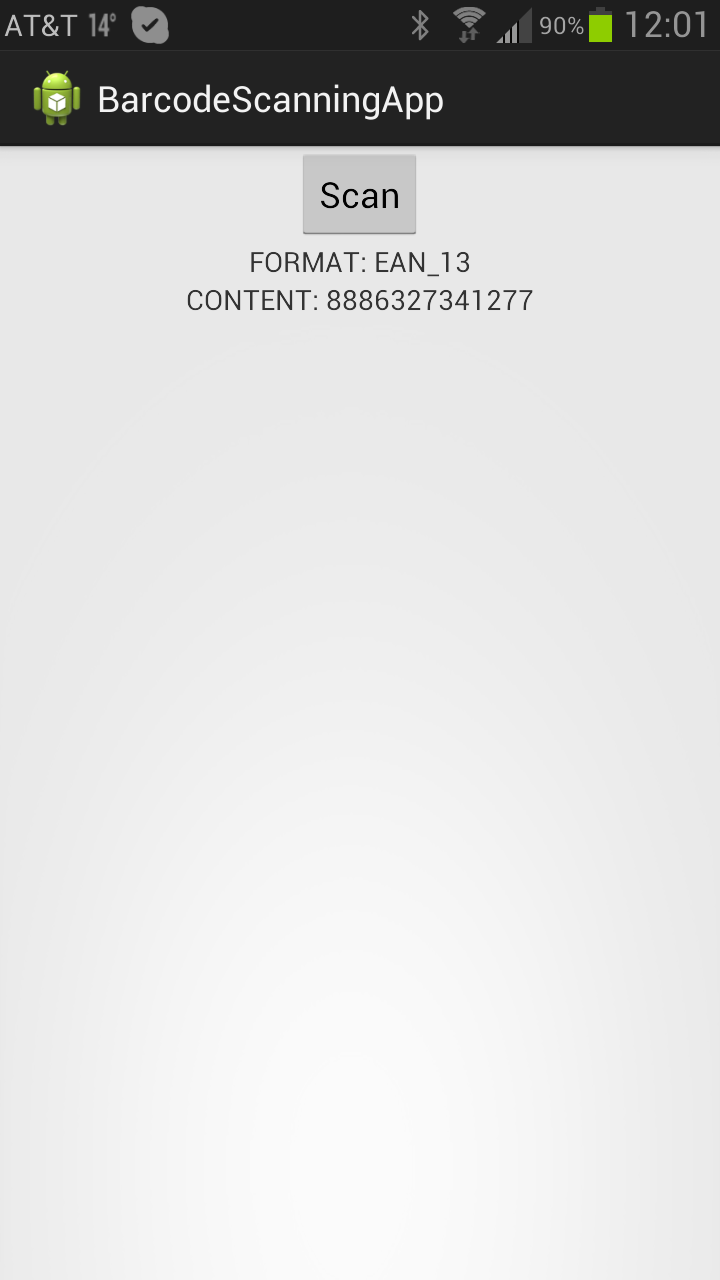 AT&T 14° 90% 12:01
BarcodeScanningApp
Scan
FORMAT: EAN_13
CONTENT: 8886327341277